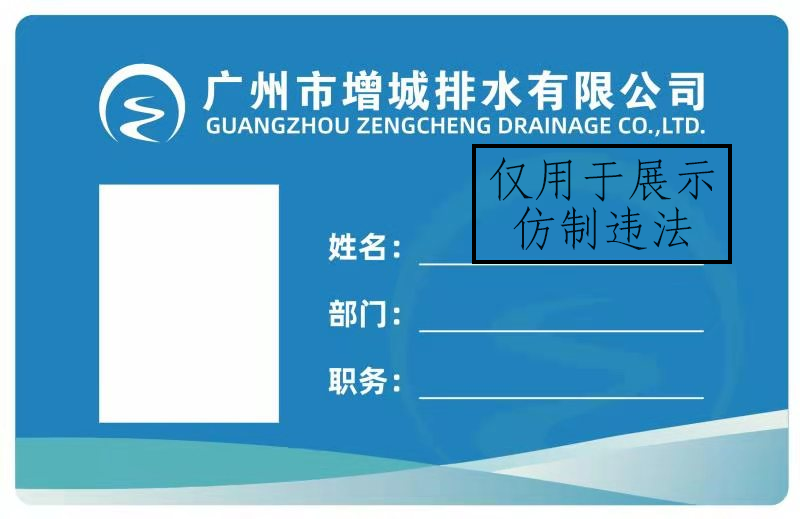 广州市增城排水有限公司
GUANGZHOU ZENGCHENG DRAINAGE CO.,LTD.
仅用于展示
仿制违法
姓名：
部门：
职务：